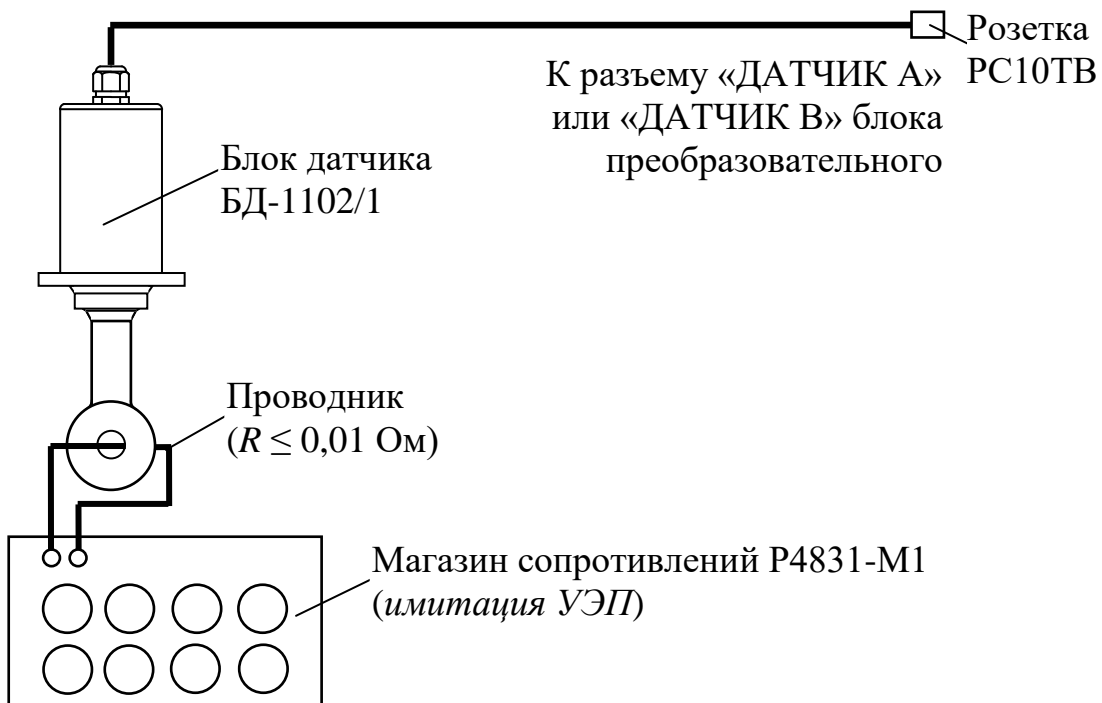 Розетка
РС10ТВ
К разъему «ДАТЧИК А»
или «ДАТЧИК В» блока
преобразовательного
Блок датчика
БД-1102/1
Проводник
(R ≤ 0,01 Ом)
Магазин сопротивлений Р4831-М1
(имитация УЭП)